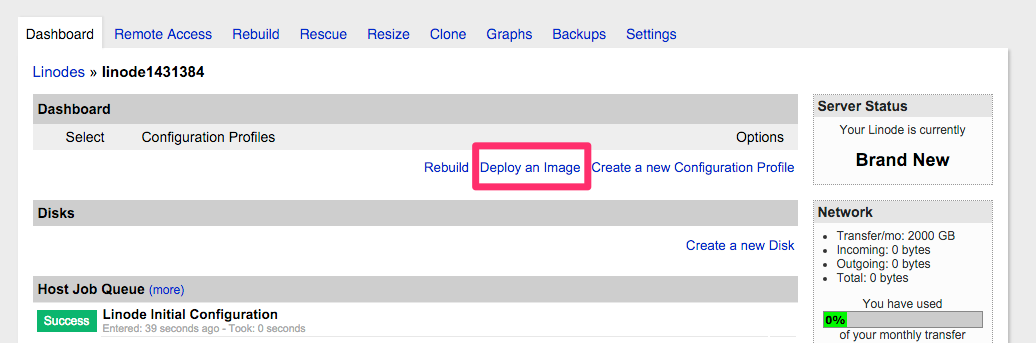 Dashboard Remote Access Rebuild Rescue Resize Clone Graphs Backups Settings
Linodes » linode1431384
Dashboard
Select Configuration Profiles Options
Rebuild Deploy an Image Create a new Configuration Profile
Disks
Create a new Disk
Host Job Queue (more)
Success Linode Initial Configuration
Entered: 39 seconds ago - Took: 0 seconds
Server Status
Your Linode is currently
Brand New
Network
Transfer/mo: 2000 GB
Incoming: 0 bytes
Outgoing: 0 bytes
Total: 0 bytes
You have used
0%
of your monthly transfer